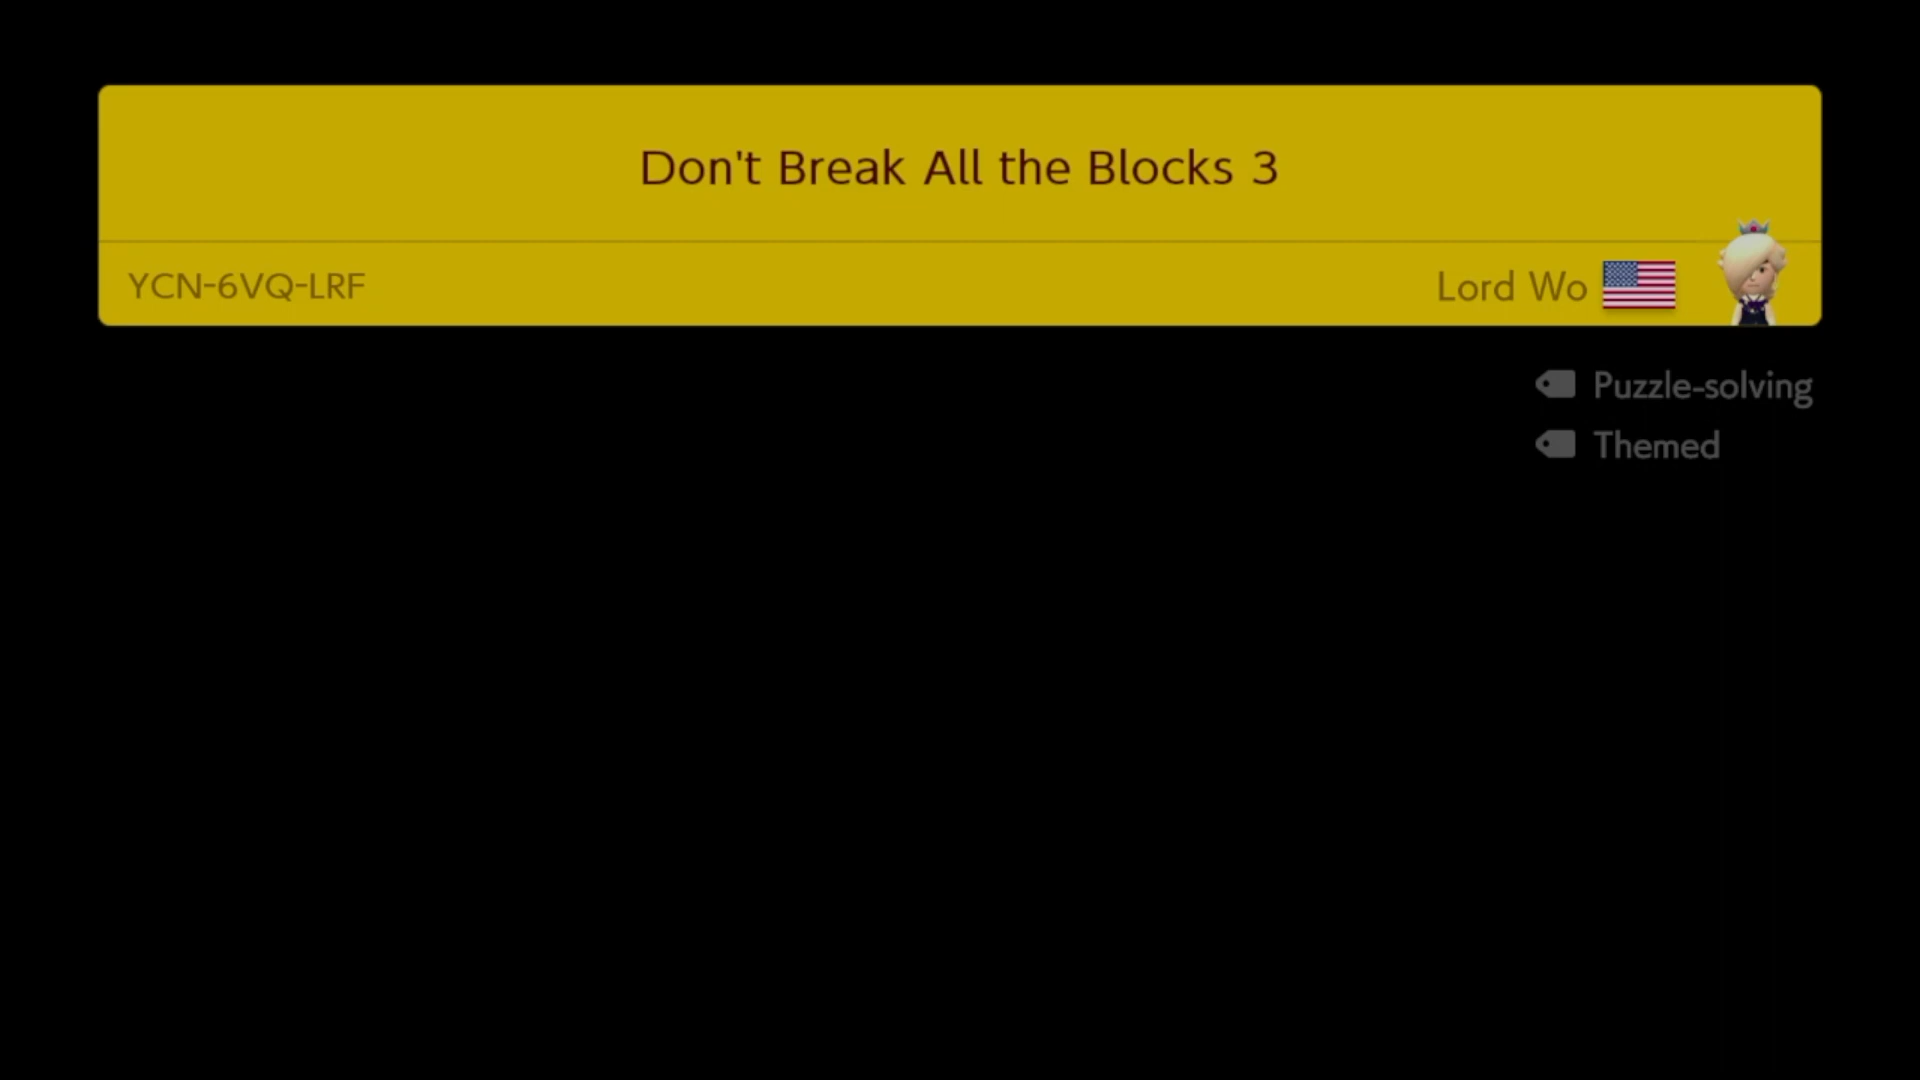 Don't Break All the Blocks 3
YCN-6VQ-LRF
Lord Wo
Puzzle-solving
Themed